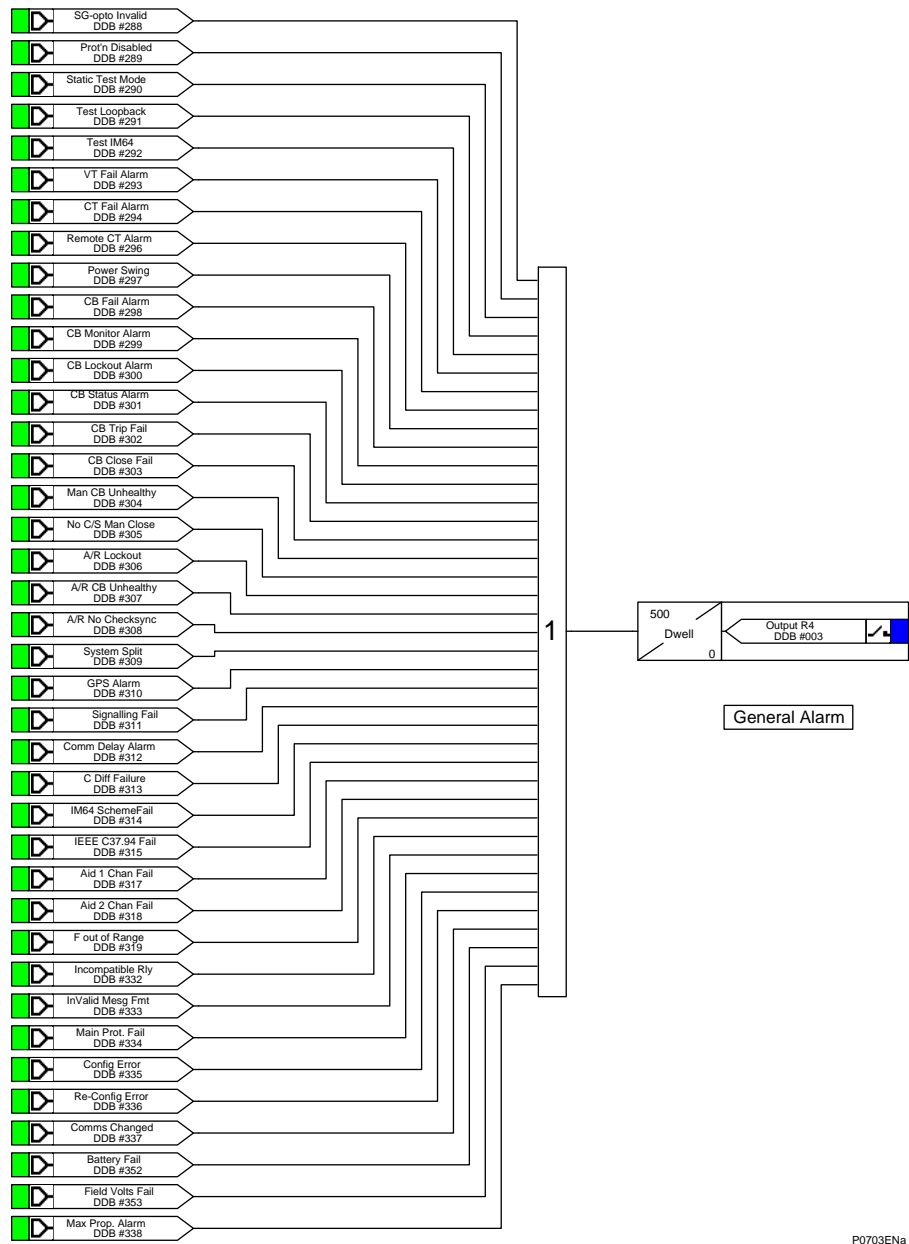 SG-opto Invalid
DDB #288
Prot'n Disabled
DDB #289
Static Test Mode
DDB #290
Test Loopback
DDB #291
Test IM64
DDB #292
VT Fail Alarm
DDB #293
CT Fail Alarm
DDB #294
Remote CT Alarm
DDB #296
Power Swing
DDB #297
CB Fail Alarm
DDB #298
CB Monitor Alarm
DDB #299
CB Lockout Alarm
DDB #300
CB Status Alarm
DDB #301
CB Trip Fail
DDB #302
CB Close Fail
DDB #303
Man CB Unhealthy
DDB #304
No C/S Man Close
DDB #305
A/R Lockout
DDB #306
A/R CB Unhealthy
DDB #307
A/R No Checksync
DDB #308
System Split
DDB #309
GPS Alarm
DDB #310
Signalling Fail
DDB #311
Comm Delay Alarm
DDB #312
C Diff Failure
DDB #313
IM64 SchemeFail
DDB #314
IEEE C37.94 Fail
DDB #315
Aid 1 Chan Fail
DDB #317
Aid 2 Chan Fail
DDB #318
F out of Range
DDB #319
Incompatible Rly
DDB #332
InValid Mesg Fmt
DDB #333
Main Prot. Fail
DDB #334
Config Error
DDB #335
Re-Config Error
DDB #336
Comms Changed
DDB #337
Battery Fail
DDB #352
Field Volts Fail
DDB #353
Max Prop. Alarm
DDB #338
1
500
Dwell
0
Output R4
DDB #003
General Alarm
P0703ENa